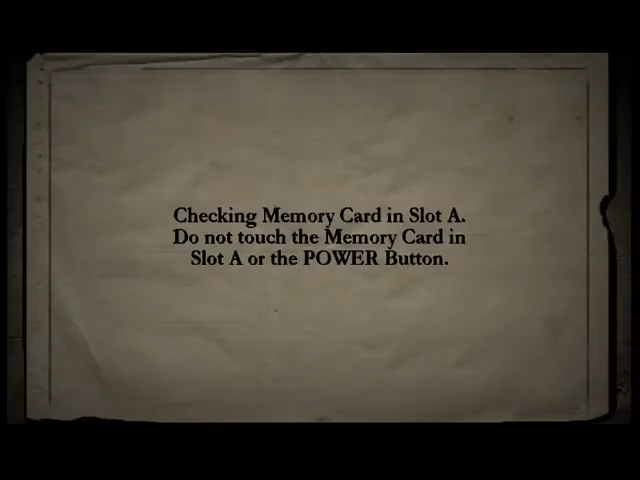 Checking Memory Card in Slot A.
Do not touch the Memory Card in
Slot A or the POWER Button.